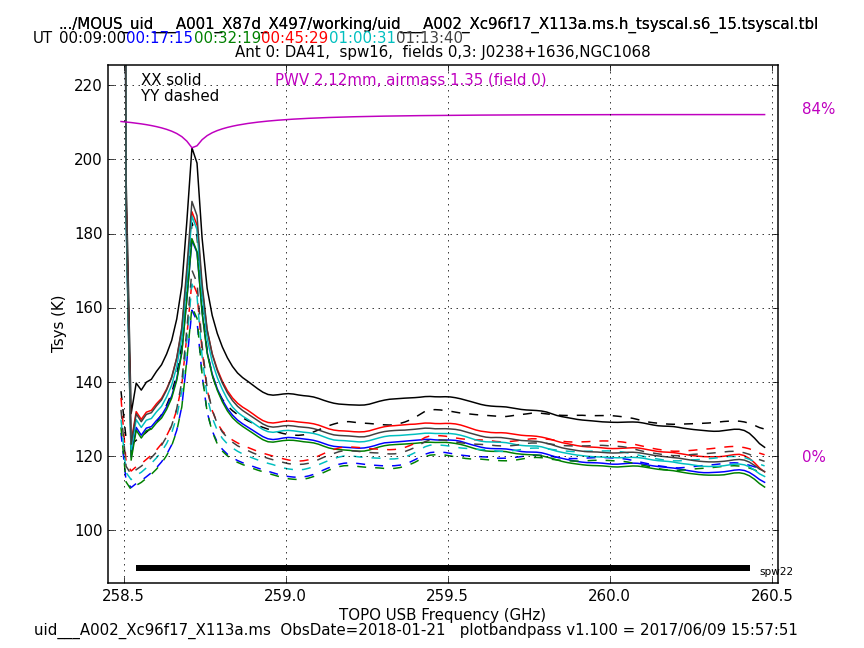 .../MOUS_uid___A001_X87d_X497/working/uid___A002_Xc96f17_X113a.ms.h_tsyscal.s6_15.tsyscal.tbl
UT 00:09:00 00:17:15 00:32:19 00:45:29 01:00:31 01:13:40
Ant 0: DA41, spw16, fields 0,3: J0238+1636,NGC1068
XX solid
YY dashed
PWV 2.12mm, airmass 1.35 (field 0)
84%
0%
Tsys (K)
220
200
180
160
140
120
100
spw22
258.5 259.0 259.5 260.0 260.5
TOPO USB Frequency (GHz)
uid___A002_Xc96f17_X113a.ms ObsDate=2018-01-21 plotbandpass v1.100 = 2017/06/09 15:57:51